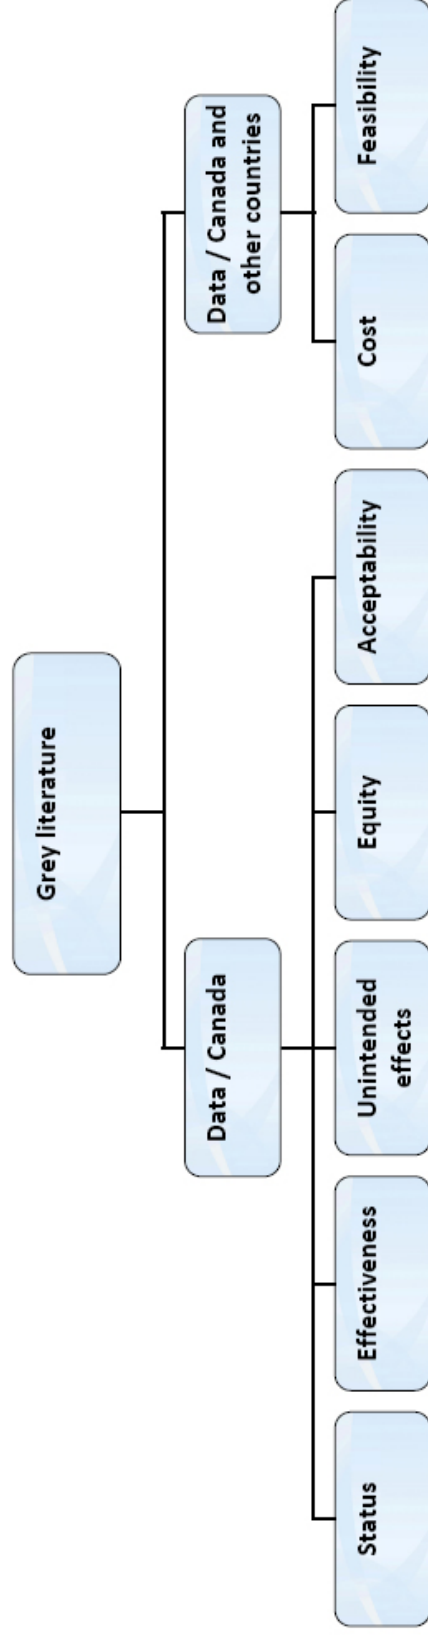 Grey literature
Data / Canada
Data / Canada and
other countries
Status
Effectiveness
Unintended
effects
Equity
Acceptability
Cost
Feasibility